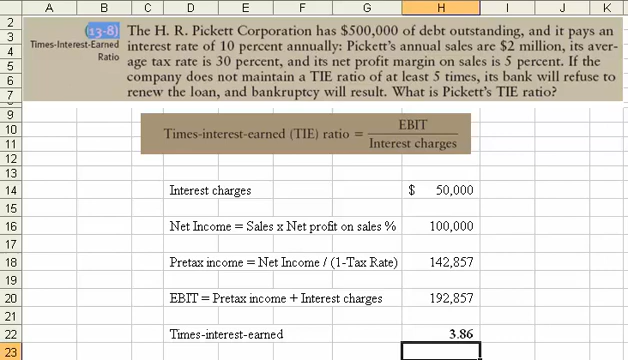 A B C D E F G H I J K
2
3
4
5
6
7
9
10
11
12
13
14
15
16
17
18
19
20
21
22
23
(13-8)
Times-Interest-Earned
Ratio
The H. R. Pickett Corporation has $500,000 of debt outstanding, and it pays an
interest rate of 10 percent annually: Pickett's annual sales are $2 million, its aver-
age tax rate is 30 percent, and its net profit margin on sales is 5 percent. If the
company does not maintain a TIE ratio of at least 5 times, its bank will refuse to
renew the loan, and bankruptcy will result. What is Pickett's TIE ratio?
Times-interest-earned (TIE) ratio = EBIT
Interest charges
Interest charges $ 50,000
Net Income = Sales x Net profit on sales % 100,000
Pretax income = Net Income / (1-Tax Rate) 142,857
EBIT = Pretax income + Interest charges 192,857
Times-interest-earned 3.86